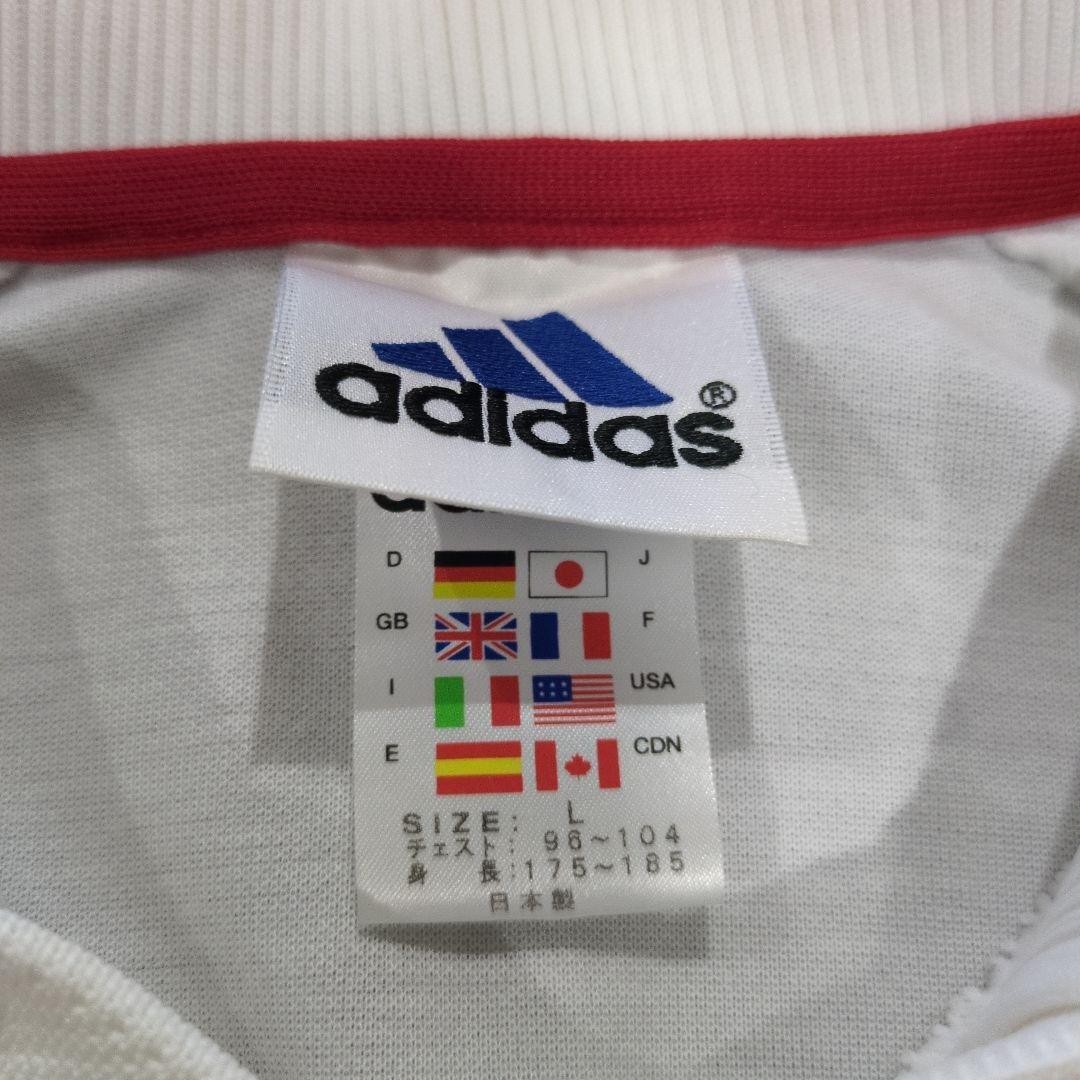 adidas®
D J
GB F
I USA
E CDN
SIZE: L
チェスト: 96~104
身長:175~185
日本製